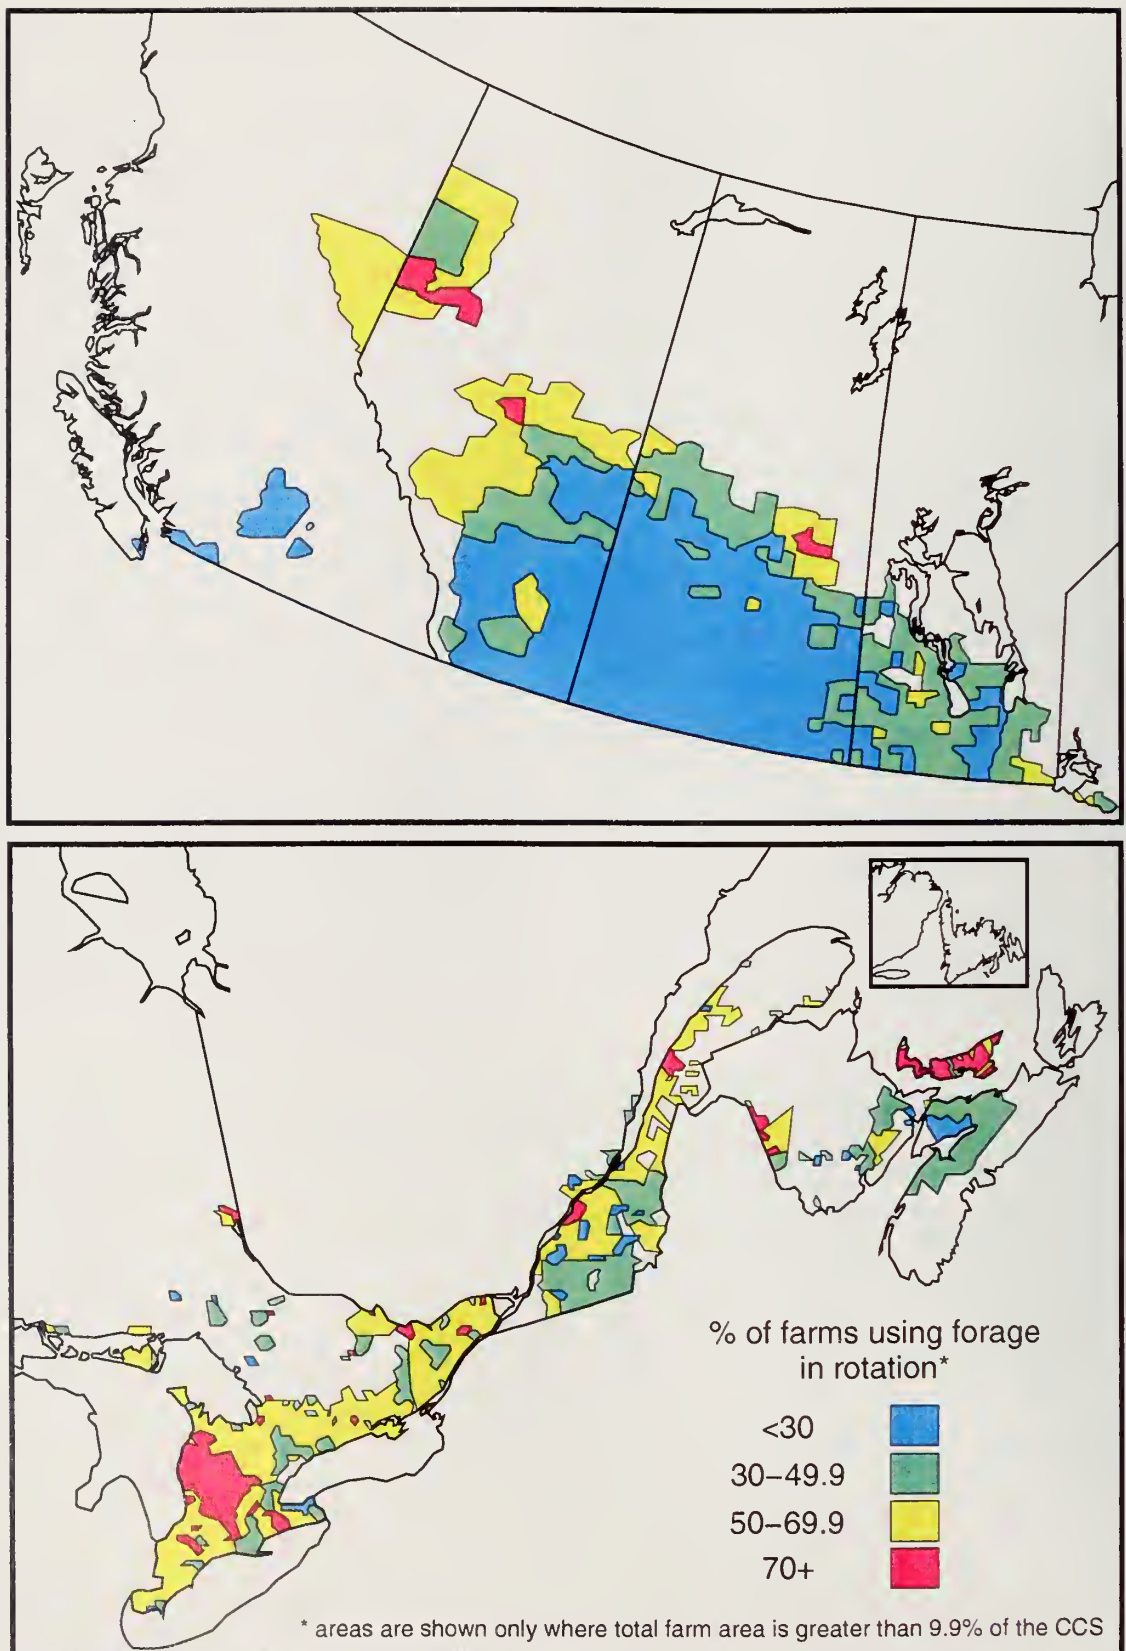 % of farms using forage
in rotation*
<30
30–49.9
50–69.9
70+
* areas are shown only where total farm area is greater than 9.9% of the CCS